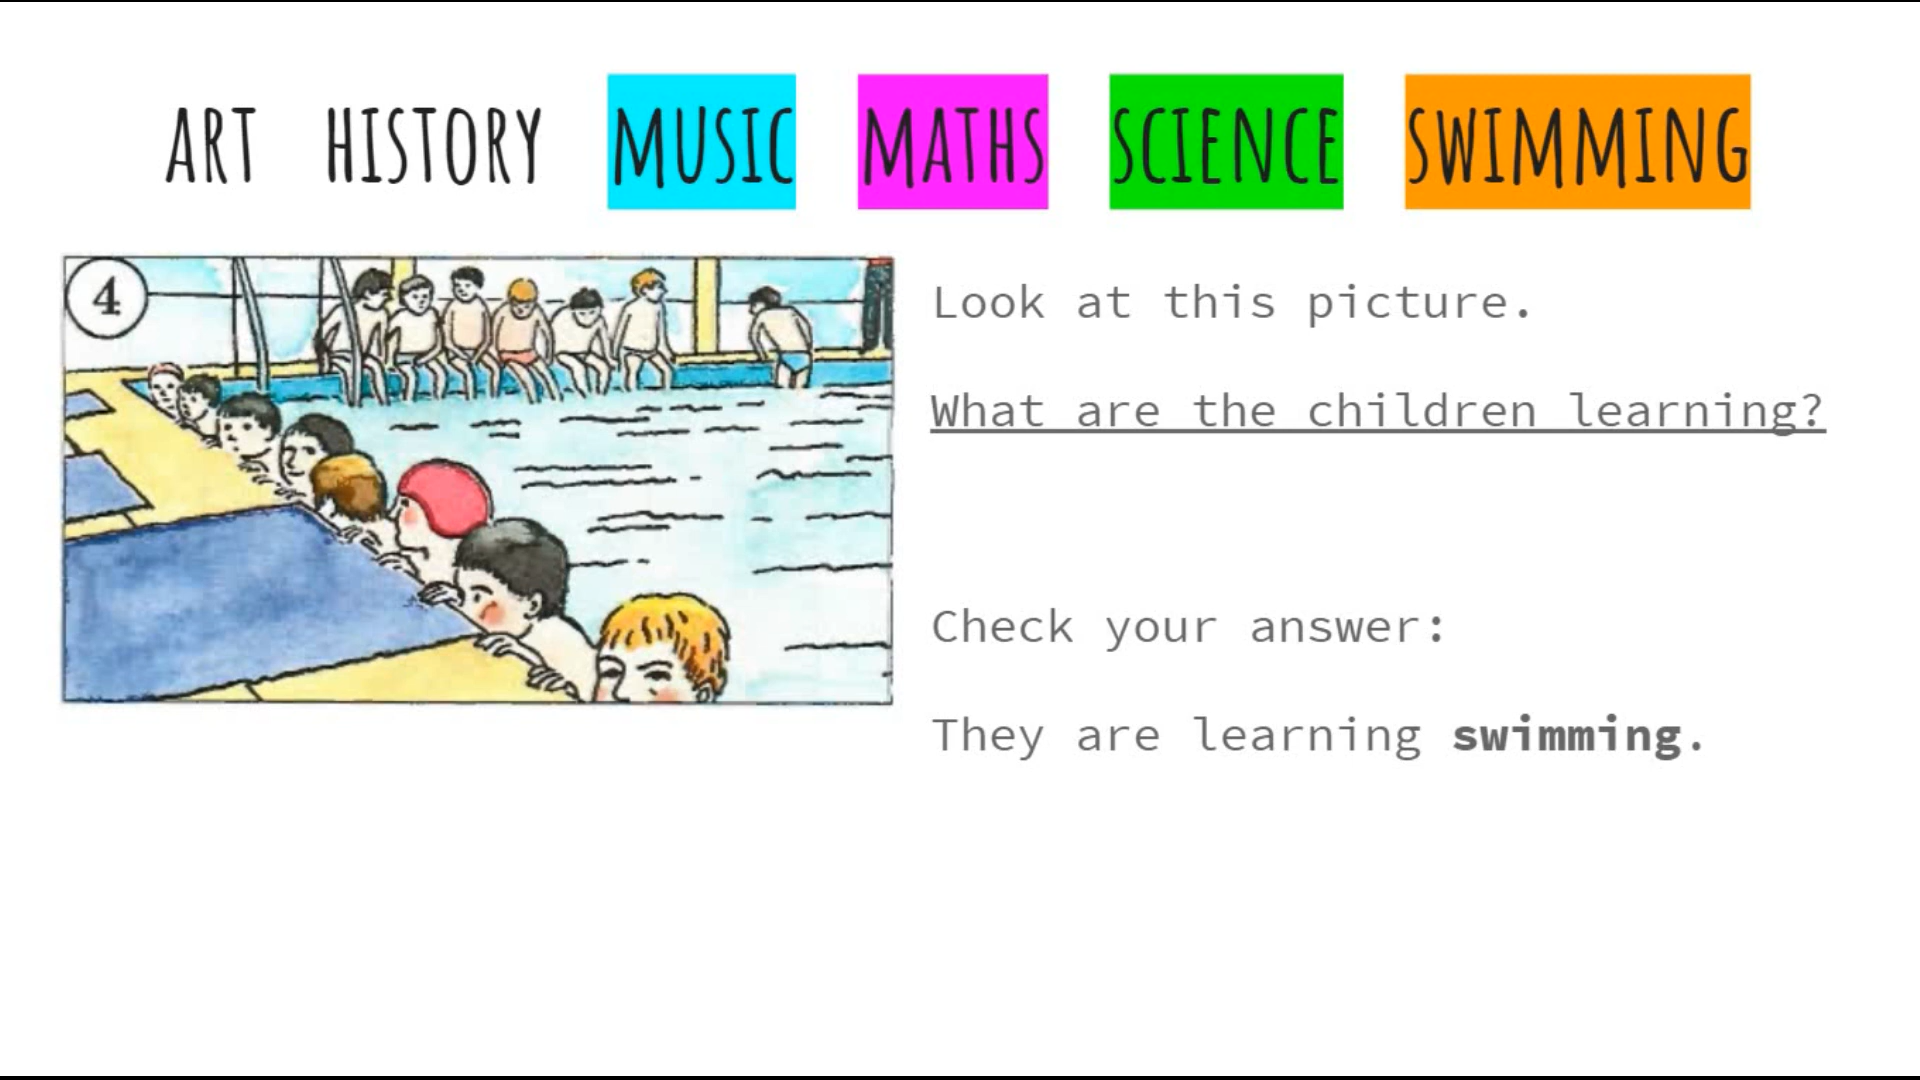 ART HISTORY MUSIC MATHS SCIENCE SWIMMING
4
Look at this picture.
What are the children learning?
Check your answer:
They are learning swimming.